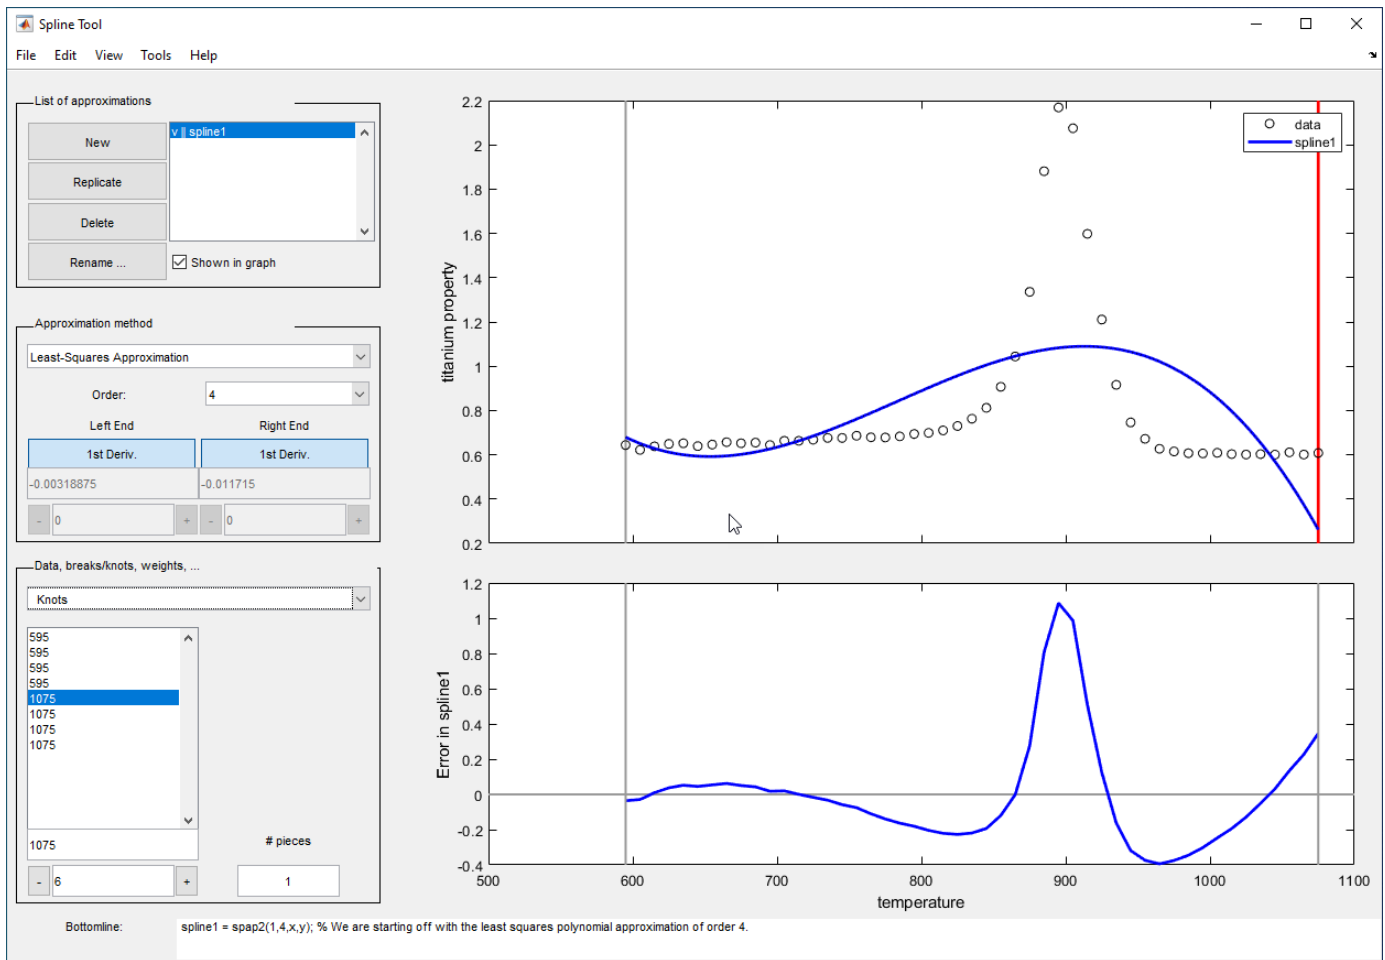 Spline Tool
File Edit View Tools Help
List of approximations
New
Replicate
Delete
Rename ...
v || spline1
Shown in graph
Approximation method
Least-Squares Approximation
Order: 4
Left End Right End
1st Deriv. 1st Deriv.
-0.00318875 -0.011715
- 0 + - 0 +
Data, breaks/knots, weights, ...
Knots
595
595
595
595
1075
1075
1075
1075
1075
# pieces
- 6 + 1
2.2
2
1.8
1.6
1.4
1.2
1
0.8
0.6
0.4
0.2
titanium property
data
spline1
1.2
1
0.8
0.6
0.4
0.2
0
-0.2
-0.4
Error in spline1
500 600 700 800 900 1000 1100
temperature
Bottomline: spline1 = spap2(1,4,x,y); % We are starting off with the least squares polynomial approximation of order 4.